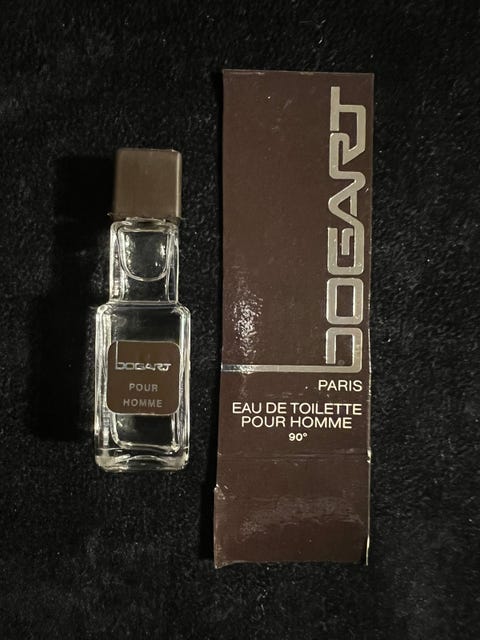 BOGART
POUR
HOMME
BOGART
PARIS
EAU DE TOILETTE
POUR HOMME
90°